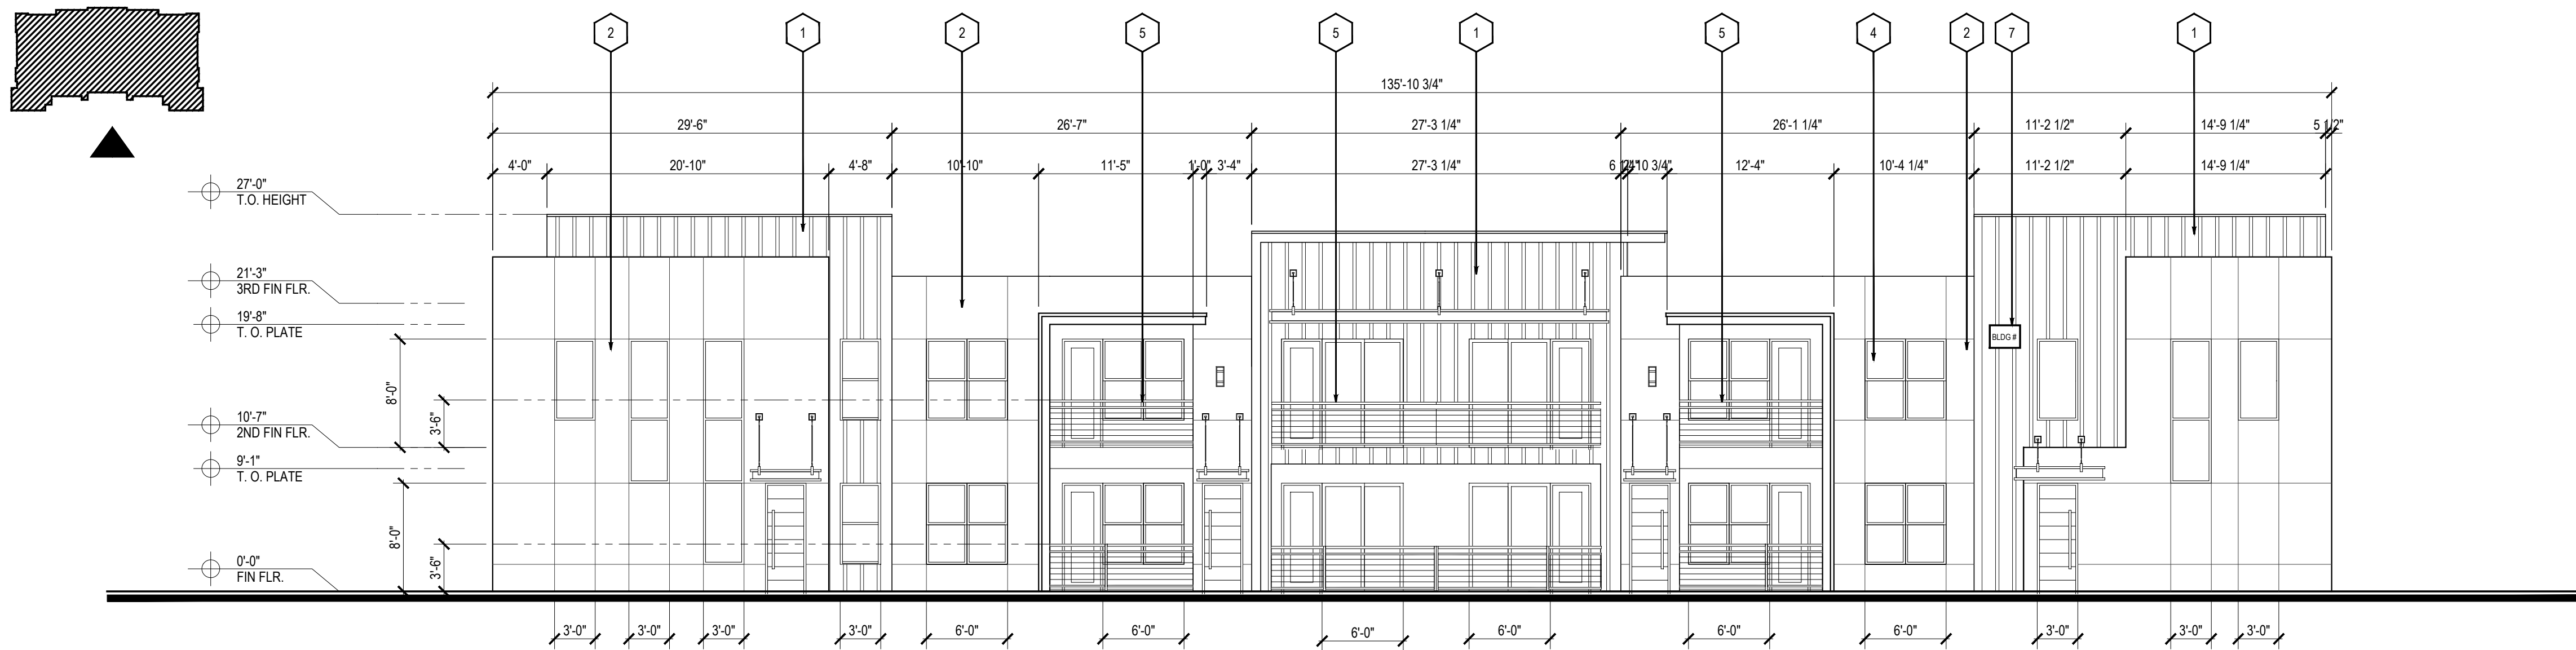 2 1 2 5 5 1 5 4 2 7 1
135'-10 3/4"
29'-6" 26'-7" 27'-3 1/4" 26'-1 1/4" 11'-2 1/2" 14'-9 1/4" 5 1/2"
4'-0" 20'-10" 4'-8" 10'-10" 11'-5" 1'-0" 3'-4" 27'-3 1/4" 12'-4" 10'-4 1/4" 11'-2 1/2" 14'-9 1/4"
27'-0"
T.O. HEIGHT
21'-3"
3RD FIN FLR.
19'-8"
T. O. PLATE
BLDG #
8'-0"
10'-7"
2ND FIN FLR.
3'-6"
9'-1"
T. O. PLATE
8'-0"
0'-0"
FIN FLR.
3'-6"
3'-0" 3'-0" 3'-0" 3'-0" 6'-0" 6'-0" 6'-0" 6'-0" 6'-0" 6'-0" 3'-0" 3'-0" 3'-0"